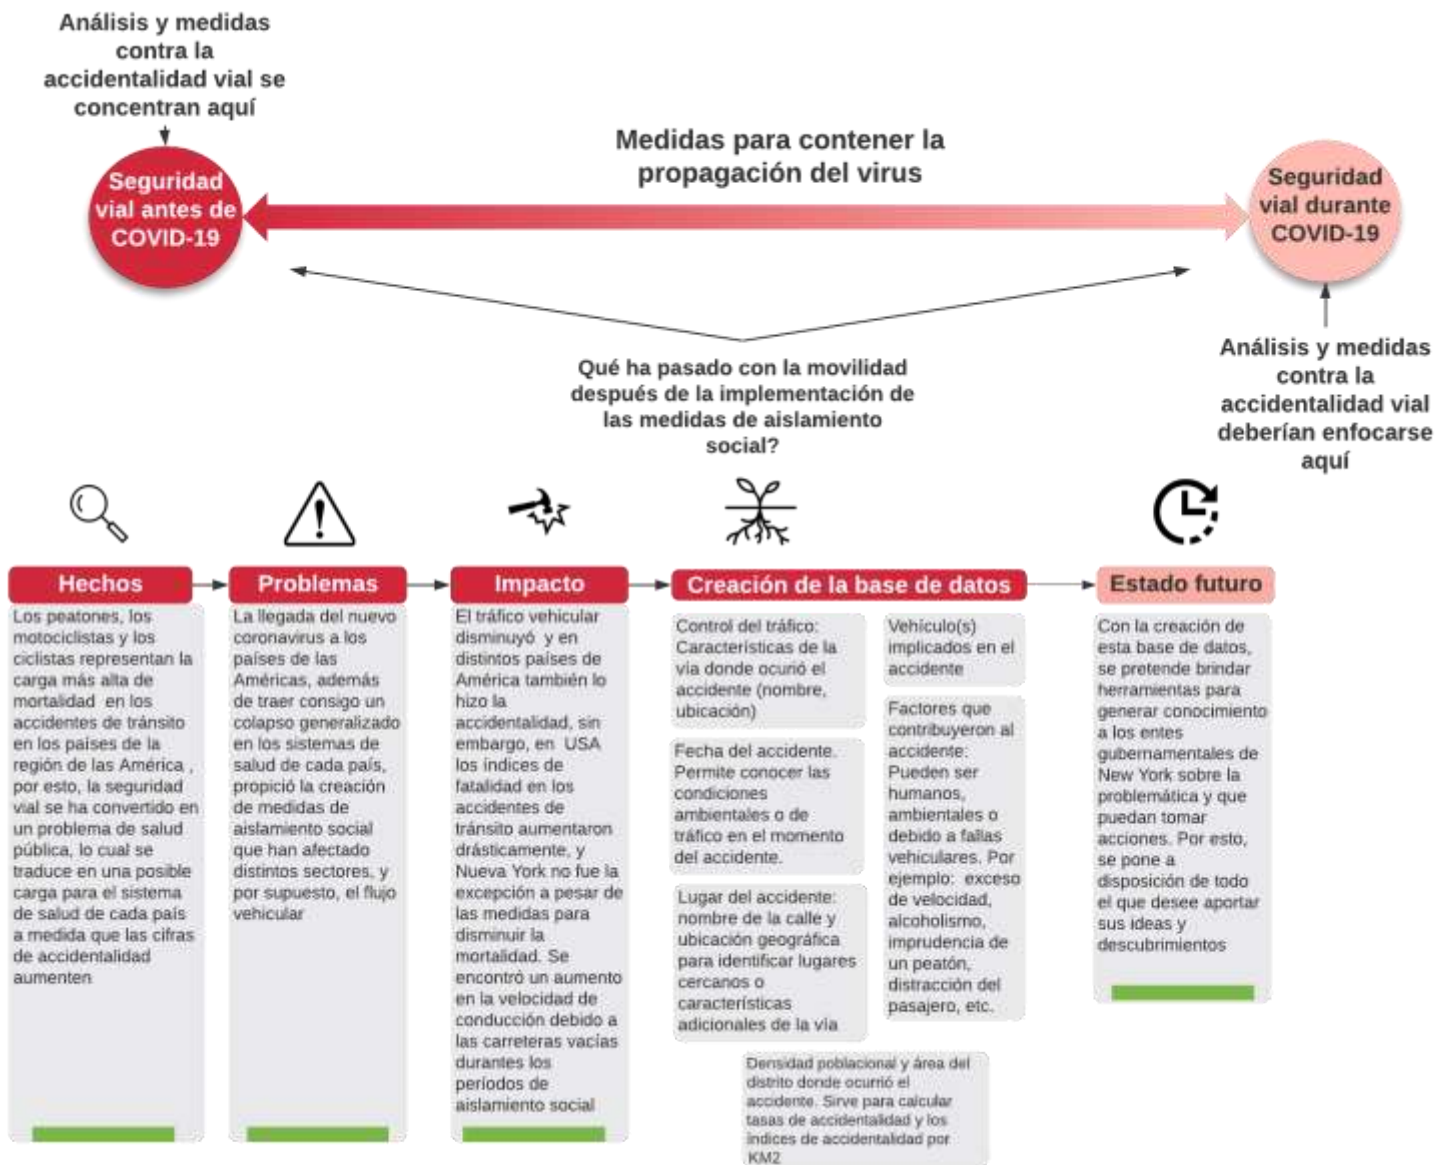 Análisis y medidas
contra la
accidentalidad vial se
concentran aquí
Medidas para contener la
propagación del virus
Seguridad
vial antes de
COVID-19
Seguridad
vial durante
COVID-19
Qué ha pasado con la movilidad
después de la implementación de
las medidas de aislamiento
social?
Análisis y medidas
contra la
accidentalidad vial
deberían enfocarse
aquí
Hechos
Los peatones, los
motociclistas y los
ciclistas representan la
carga más alta de
mortalidad en los
accidentes de tránsito
en los países de la
región de las América ,
por esto, la seguridad
vial se ha convertido en
un problema de salud
pública, lo cual se
traduce en una posible
carga para el sistema
de salud de cada país
a medida que las cifras
de accidentalidad
aumenten
Problemas
La llegada del nuevo
coronavirus a los
países de las
Américas, además
de traer consigo un
colapso generalizado
en los sistemas de
salud de cada país,
propició la creación
de medidas de
aislamiento social
que han afectado
distintos sectores, y
por supuesto, el flujo
vehicular
Impacto
El tráfico vehicular
disminuyó y en
distintos países de
América también lo
hizo la
accidentalidad, sin
embargo, en USA
los índices de
fatalidad en los
accidentes de
tránsito aumentaron
drásticamente, y
Nueva York no fue la
excepción a pesar de
las medidas para
disminuir la
mortalidad. Se
encontró un aumento
en la velocidad de
conducción debido a
las carreteras vacías
durantes los
períodos de
aislamiento social
Creación de la base de datos
Control del tráfico:
Características de la
vía donde ocurió el
accidente (nombre,
ubicación)
Fecha del accidente.
Permite conocer las
condiciones
ambientales o de
tráfico en el momento
del accidente.
Lugar del accidente:
nombre de la calle y
ubicación geográfica
para identificar lugares
cercanos o
características
adicionales de la vía
Vehículo(s)
implicados en el
accidente
Factores que
contribuyeron al
accidente:
Pueden ser
humanos,
ambientales o
debido a fallas
vehiculares. Por
ejemplo: exceso
de velocidad,
alcoholismo,
imprudencia de
un peatón,
distracción del
pasajero, etc.
Densidad poblacional y área del
distrito donde ocurrió el
accidente. Sirve para calcular
tasas de accidentalidad y los
índices de accidentalidad por
KM2
Estado futuro
Con la creación de
esta base de datos,
se pretende brindar
herramientas para
generar conocimiento
a los entes
gubernamentales de
New York sobre la
problemática y que
puedan tomar
acciones. Por esto,
se pone a
disposición de todo
el que desee aportar
sus ideas y
descubrimientos